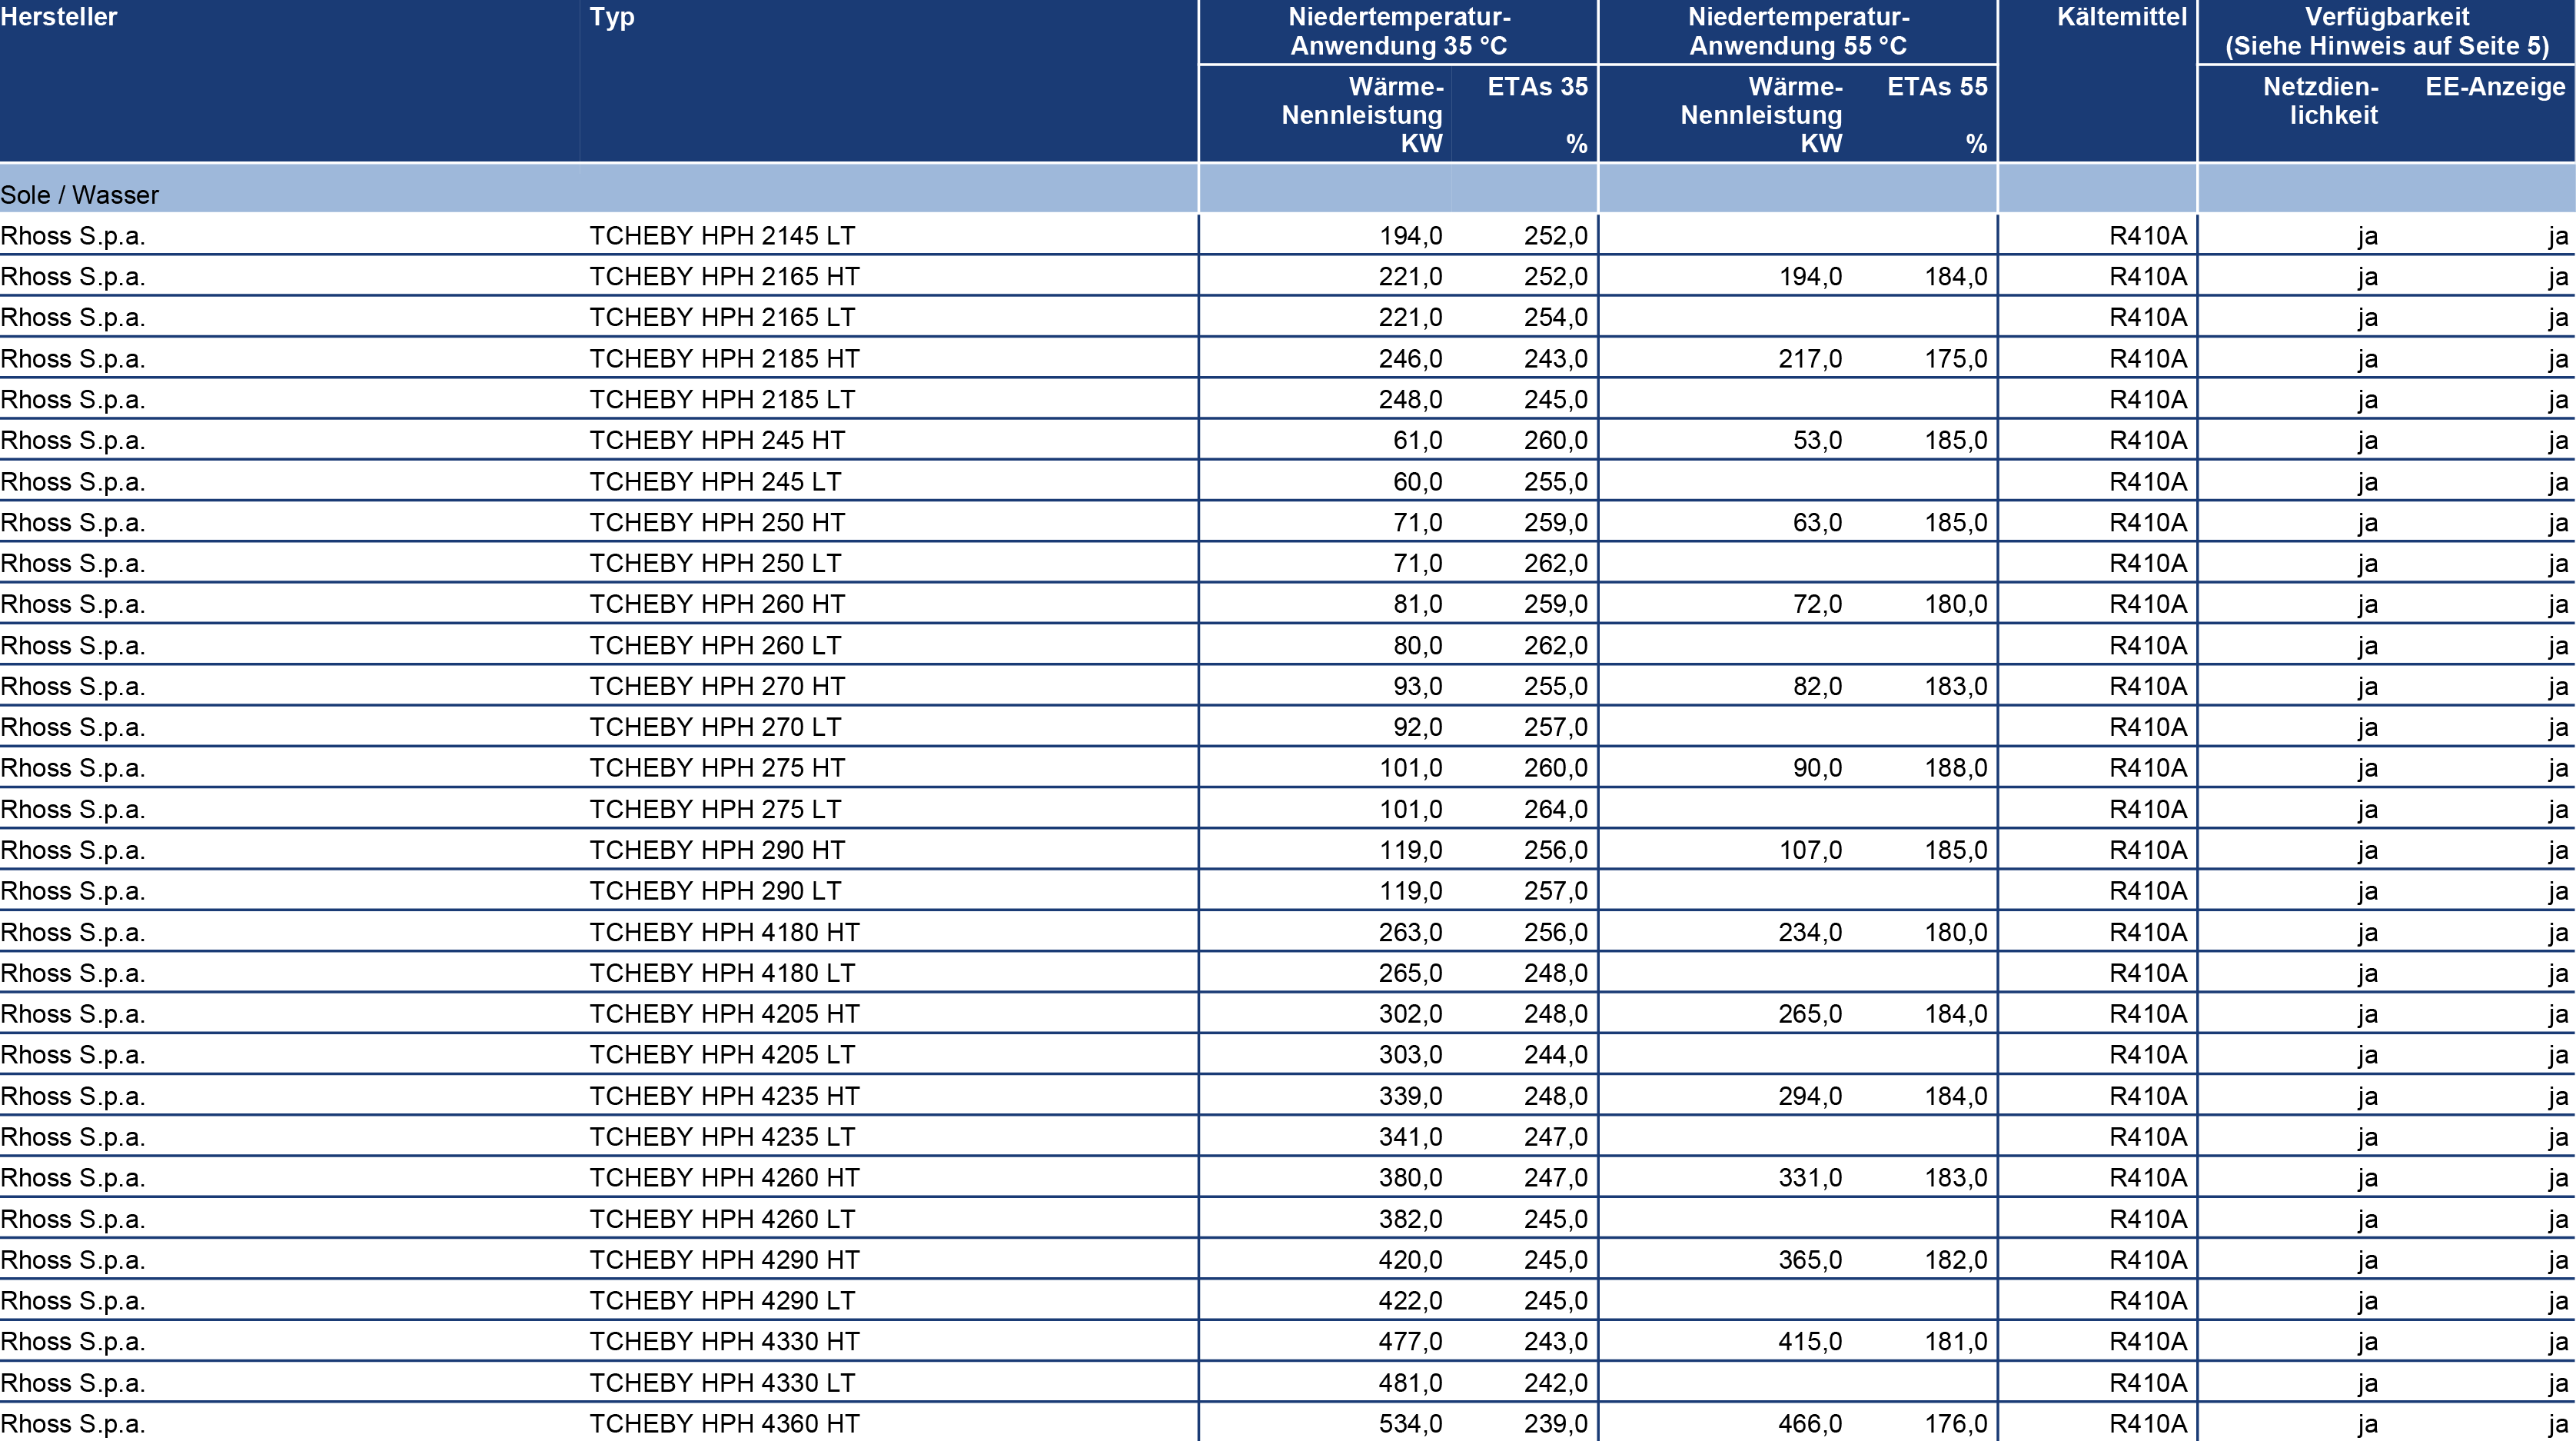 Hersteller Typ Niedertemperatur- Niedertemperatur- Kältemittel Verfügbarkeit
Anwendung 35 °C Anwendung 55 °C (Siehe Hinweis auf Seite 5)
Wärme- ETAs 35 Wärme- ETAs 55 Netzdien- EE-Anzeige
Nennleistung Nennleistung lichkeit
KW % KW %
Sole / Wasser
Rhoss S.p.a. TCHEBY HPH 2145 LT 194,0 252,0 R410A ja ja
Rhoss S.p.a. TCHEBY HPH 2165 HT 221,0 252,0 194,0 184,0 R410A ja ja
Rhoss S.p.a. TCHEBY HPH 2165 LT 221,0 254,0 R410A ja ja
Rhoss S.p.a. TCHEBY HPH 2185 HT 246,0 243,0 217,0 175,0 R410A ja ja
Rhoss S.p.a. TCHEBY HPH 2185 LT 248,0 245,0 R410A ja ja
Rhoss S.p.a. TCHEBY HPH 245 HT 61,0 260,0 53,0 185,0 R410A ja ja
Rhoss S.p.a. TCHEBY HPH 245 LT 60,0 255,0 R410A ja ja
Rhoss S.p.a. TCHEBY HPH 250 HT 71,0 259,0 63,0 185,0 R410A ja ja
Rhoss S.p.a. TCHEBY HPH 250 LT 71,0 262,0 R410A ja ja
Rhoss S.p.a. TCHEBY HPH 260 HT 81,0 259,0 72,0 180,0 R410A ja ja
Rhoss S.p.a. TCHEBY HPH 260 LT 80,0 262,0 R410A ja ja
Rhoss S.p.a. TCHEBY HPH 270 HT 93,0 255,0 82,0 183,0 R410A ja ja
Rhoss S.p.a. TCHEBY HPH 270 LT 92,0 257,0 R410A ja ja
Rhoss S.p.a. TCHEBY HPH 275 HT 101,0 260,0 90,0 188,0 R410A ja ja
Rhoss S.p.a. TCHEBY HPH 275 LT 101,0 264,0 R410A ja ja
Rhoss S.p.a. TCHEBY HPH 290 HT 119,0 256,0 107,0 185,0 R410A ja ja
Rhoss S.p.a. TCHEBY HPH 290 LT 119,0 257,0 R410A ja ja
Rhoss S.p.a. TCHEBY HPH 4180 HT 263,0 256,0 234,0 180,0 R410A ja ja
Rhoss S.p.a. TCHEBY HPH 4180 LT 265,0 248,0 R410A ja ja
Rhoss S.p.a. TCHEBY HPH 4205 HT 302,0 248,0 265,0 184,0 R410A ja ja
Rhoss S.p.a. TCHEBY HPH 4205 LT 303,0 244,0 R410A ja ja
Rhoss S.p.a. TCHEBY HPH 4235 HT 339,0 248,0 294,0 184,0 R410A ja ja
Rhoss S.p.a. TCHEBY HPH 4235 LT 341,0 247,0 R410A ja ja
Rhoss S.p.a. TCHEBY HPH 4260 HT 380,0 247,0 331,0 183,0 R410A ja ja
Rhoss S.p.a. TCHEBY HPH 4260 LT 382,0 245,0 R410A ja ja
Rhoss S.p.a. TCHEBY HPH 4290 HT 420,0 245,0 365,0 182,0 R410A ja ja
Rhoss S.p.a. TCHEBY HPH 4290 LT 422,0 245,0 R410A ja ja
Rhoss S.p.a. TCHEBY HPH 4330 HT 477,0 243,0 415,0 181,0 R410A ja ja
Rhoss S.p.a. TCHEBY HPH 4330 LT 481,0 242,0 R410A ja ja
Rhoss S.p.a. TCHEBY HPH 4360 HT 534,0 239,0 466,0 176,0 R410A ja ja